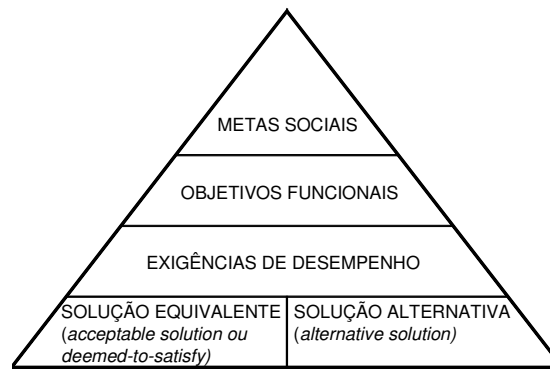 METAS SOCIAIS
OBJETIVOS FUNCIONAIS
EXIGÊNCIAS DE DESEMPENHO
SOLUÇÃO EQUIVALENTE
(acceptable solution ou
deemed-to-satisfy)
SOLUÇÃO ALTERNATIVA
(alternative solution)